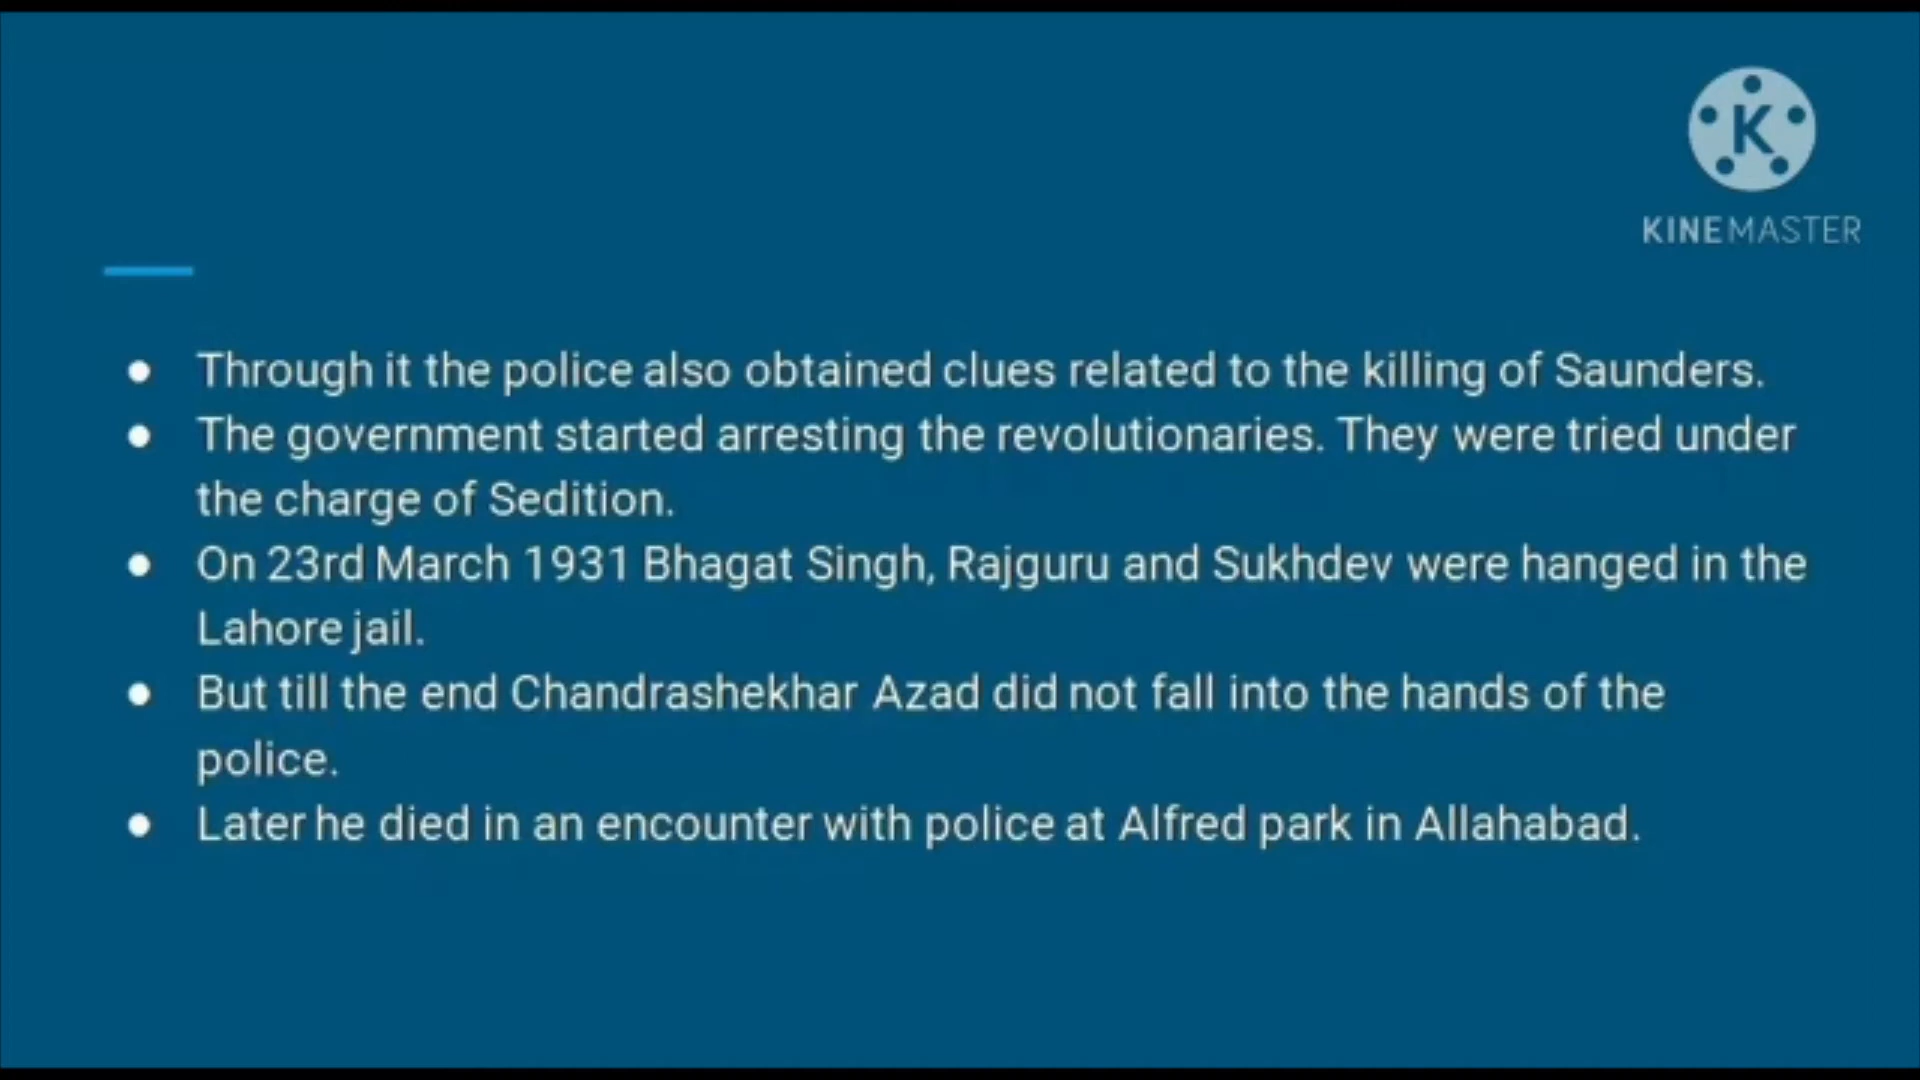 K
KINEMASTER
● Through it the police also obtained clues related to the killing of Saunders.
● The government started arresting the revolutionaries. They were tried under
the charge of Sedition.
● On 23rd March 1931 Bhagat Singh, Rajguru and Sukhdev were hanged in the
Lahore jail.
● But till the end Chandrashekhar Azad did not fall into the hands of the
police.
● Later he died in an encounter with police at Alfred park in Allahabad.